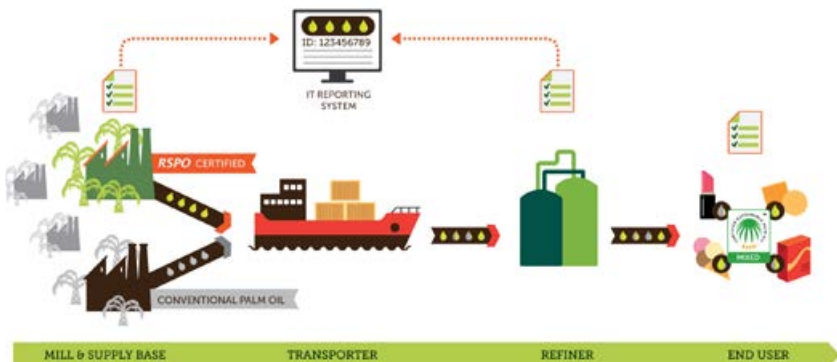 ID: 123456789
IT REPORTING
SYSTEM
RSPO CERTIFIED
CONVENTIONAL PALM OIL
MIXED
MILL & SUPPLY BASE
TRANSPORTER
REFINER
END USER